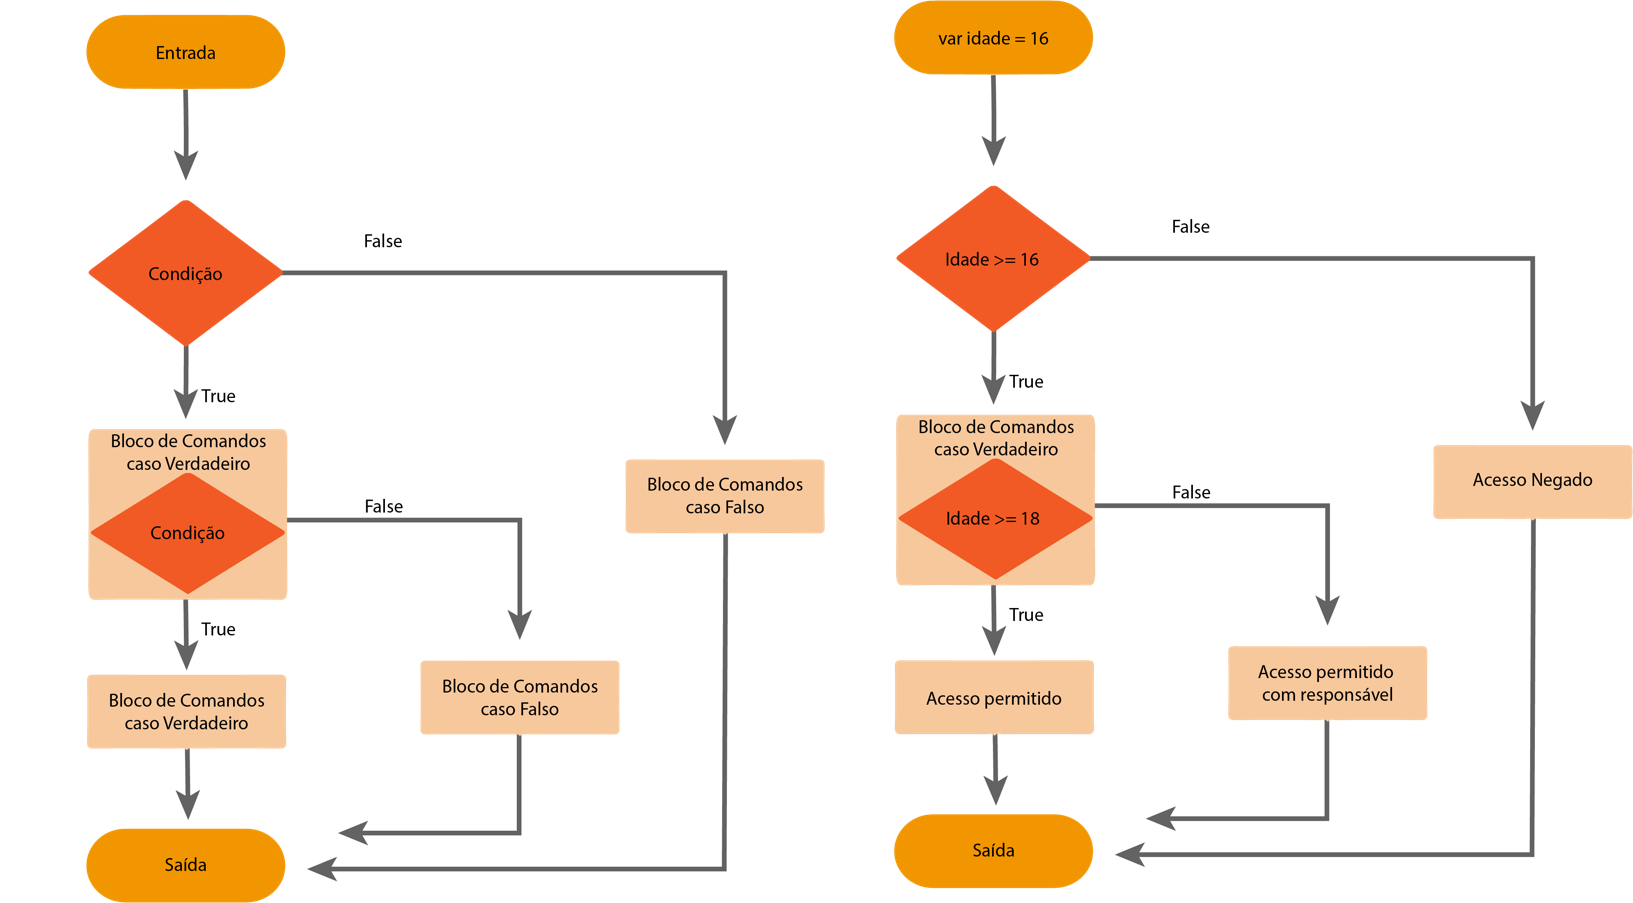 Entrada
Condição
False
True
Bloco de Comandos
caso Verdadeiro
Condição
False
Bloco de Comandos
caso Falso
True
Bloco de Comandos
caso Verdadeiro
Bloco de Comandos
caso Falso
Saída
var idade = 16
Idade >= 16
False
True
Bloco de Comandos
caso Verdadeiro
Idade >= 18
False
Acesso Negado
True
Acesso permitido
Acesso permitido
com responsável
Saída